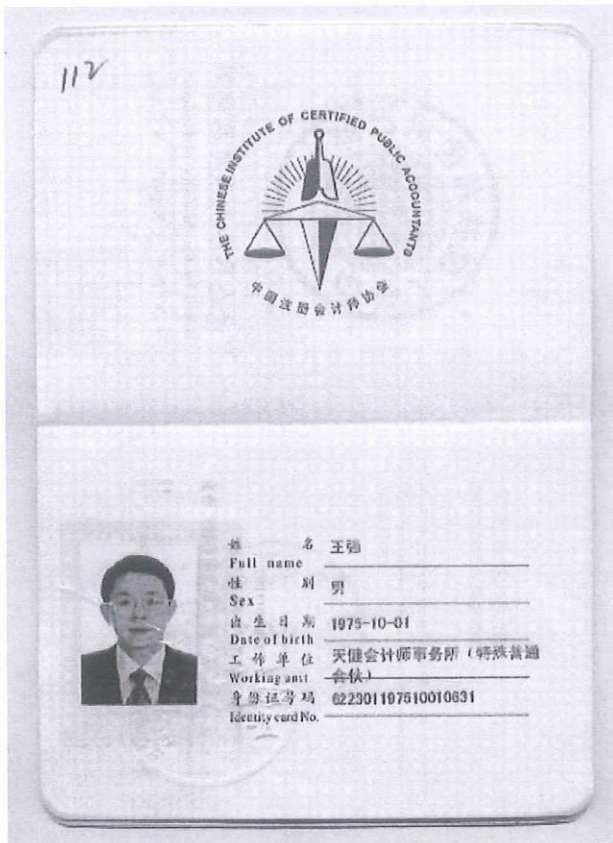 112
THE CHINESE INSTITUTE OF CERTIFIED PUBLIC ACCOUNTANTS
中国注册会计师协会
姓 名 王强
Full name
性 别 男
Sex
出生日期 1975-10-01
Date of birth
工作单位 天健会计师事务所（特殊普通
Working unit 合伙）
身份证号码 622301197510010631
Identity card No.